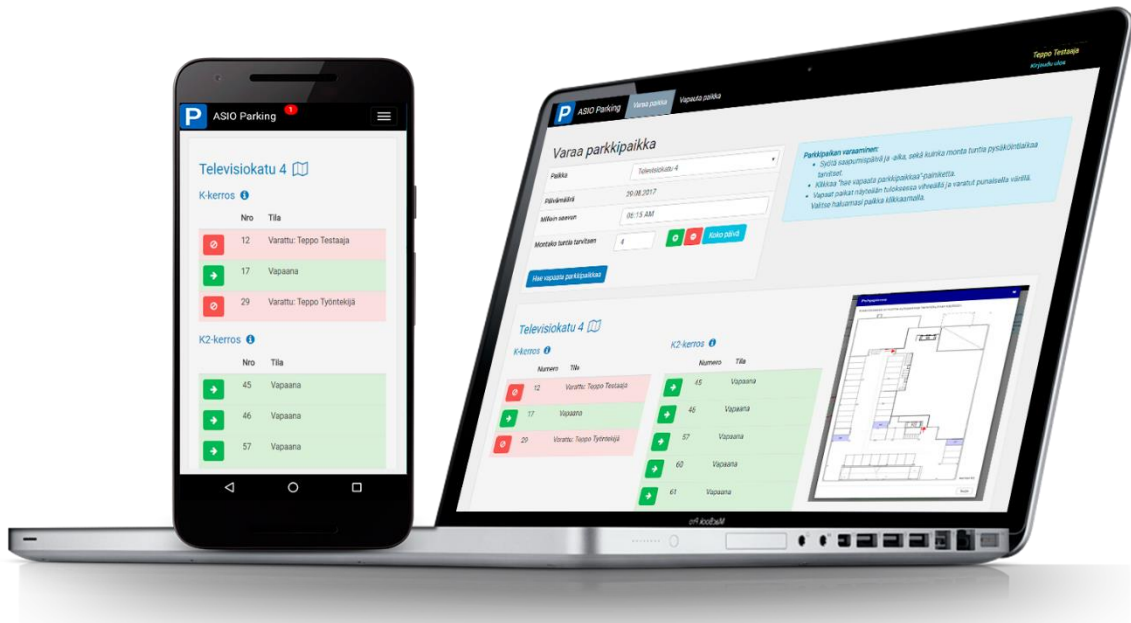 P ASIO Parking 1
Televisiokatu 4
K-kerros
Nro Tila
12 Varattu: Teppo Testaaja
17 Vapaana
29 Varattu: Teppo Työntekijä
K2-kerros
Nro Tila
45 Vapaana
46 Vapaana
57 Vapaana
Teppo Testaaja
Kirjaudu ulos
P ASIO Parking Varaa paikka Vapauta paikka
Varaa parkkipaikka
Paikka Televisiokatu 4
Päivämäärä 29.08.2017
Milloin saavun 08:15 AM
Montako tuntia tarvitsen 4 Koko päivä
Hae vapaata parkkipaikkaa
Parkkipaikan varaaminen:
Syötä saapumispäivä ja -aika, sekä kuinka monta tuntia pysäköintiaikaa
tarvitset.
Klikkaa "hae vapaata parkkipaikkaa"-painiketta.
Vapaat paikat näytetään tuloksessa vihreällä ja varatut punaisella värillä.
Valitse haluamasi paikka klikkaamalla.
Televisiokatu 4
K-kerros
Numero Tila
12 Varattu: Teppo Testaaja
17 Vapaana
29 Varattu: Teppo Työntekijä
K2-kerros
Numero Tila
45 Vapaana
46 Vapaana
57 Vapaana
60 Vapaana
61 Vapaana
MacBook Pro